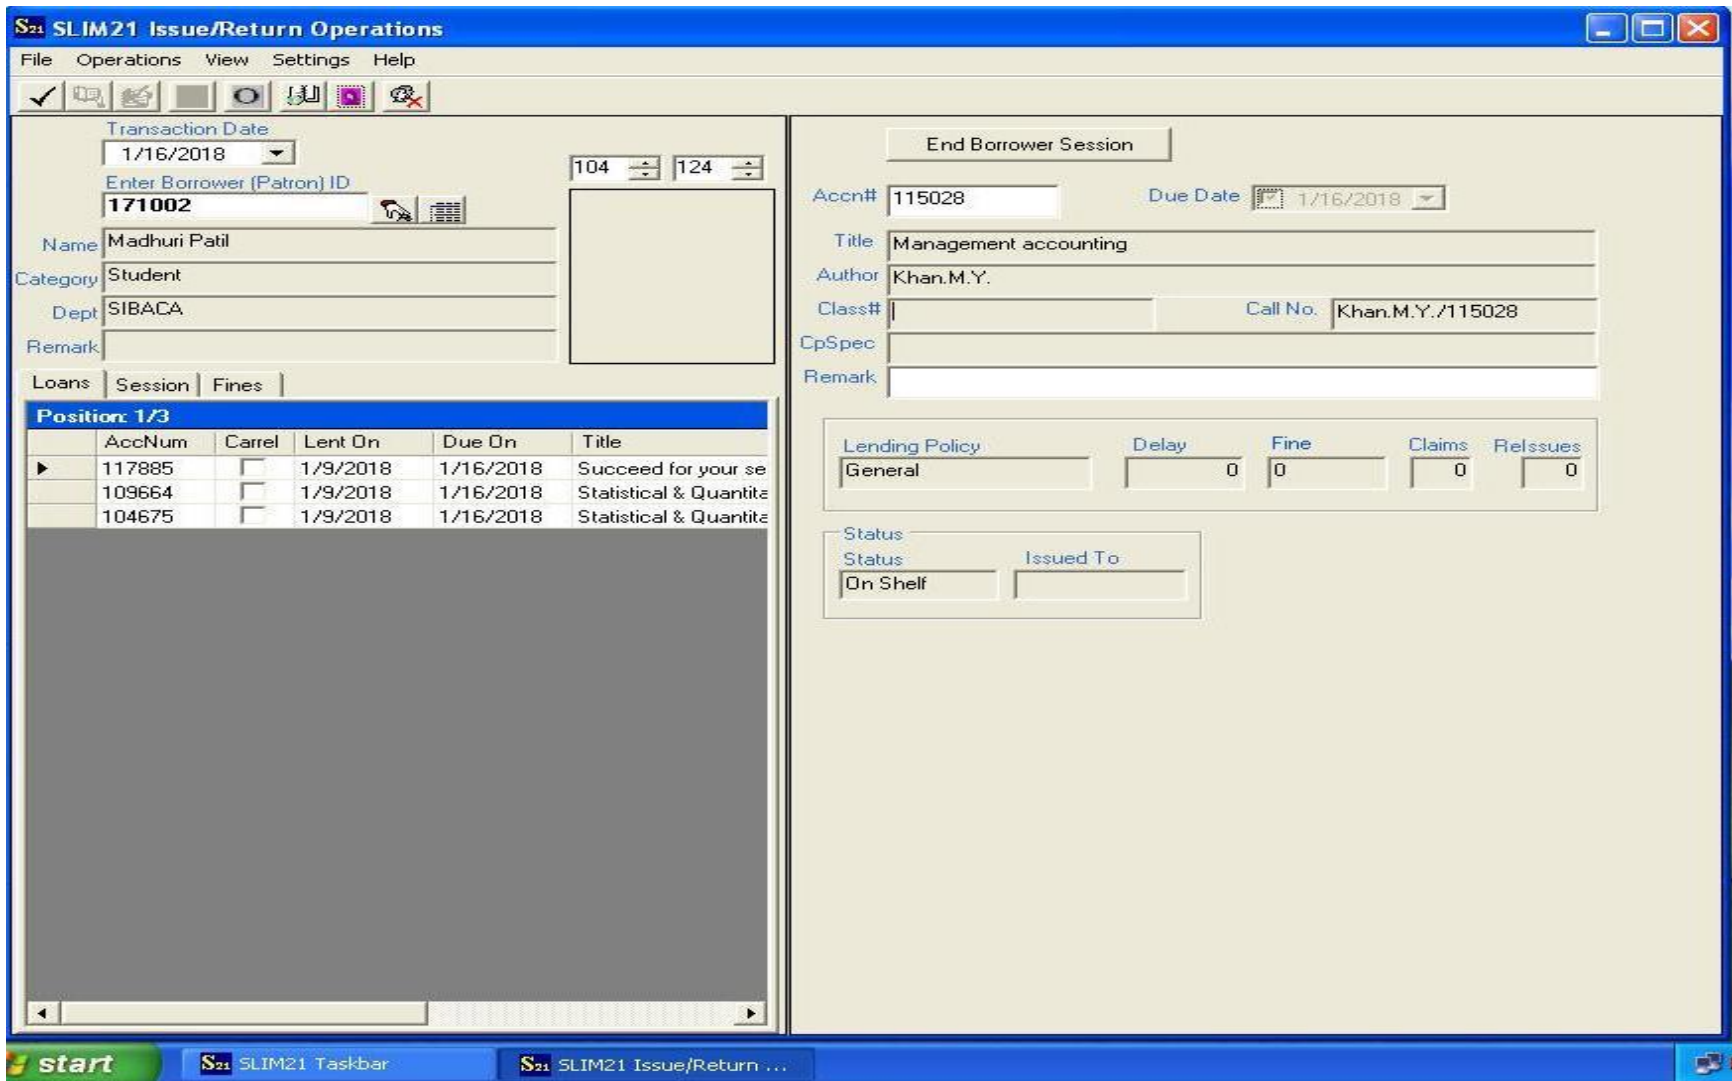 S21 SLIM21 Issue/Return Operations
File Operations View Settings Help
Transaction Date
1/16/2018
104 124
Enter Borrower (Patron) ID
171002
Name Madhuri Patil
Category Student
Dept SIBACA
Remark
Loans Session Fines
Position: 1/3
AccNum Carrel Lent On Due On Title
117885 1/9/2018 1/16/2018 Succeed for your se
109664 1/9/2018 1/16/2018 Statistical & Quantita
104675 1/9/2018 1/16/2018 Statistical & Quantita
End Borrower Session
Accn# 115028 Due Date 1/16/2018
Title Management accounting
Author Khan.M.Y.
Class# Call No. Khan.M.Y./115028
CpSpec
Remark
Lending Policy Delay Fine Claims ReIssues
General 0 0 0 0
Status
Status Issued To
On Shelf
start S21 SLIM21 Taskbar S21 SLIM21 Issue/Return ...